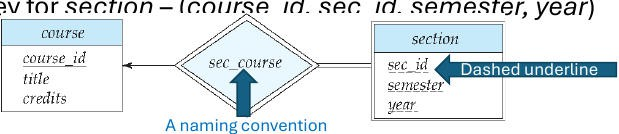 ey for section – (course_id, sec_id, semester, year)
course
course_id
title
credits
sec_course
section
sec_id
semester
year
Dashed underline
A naming convention